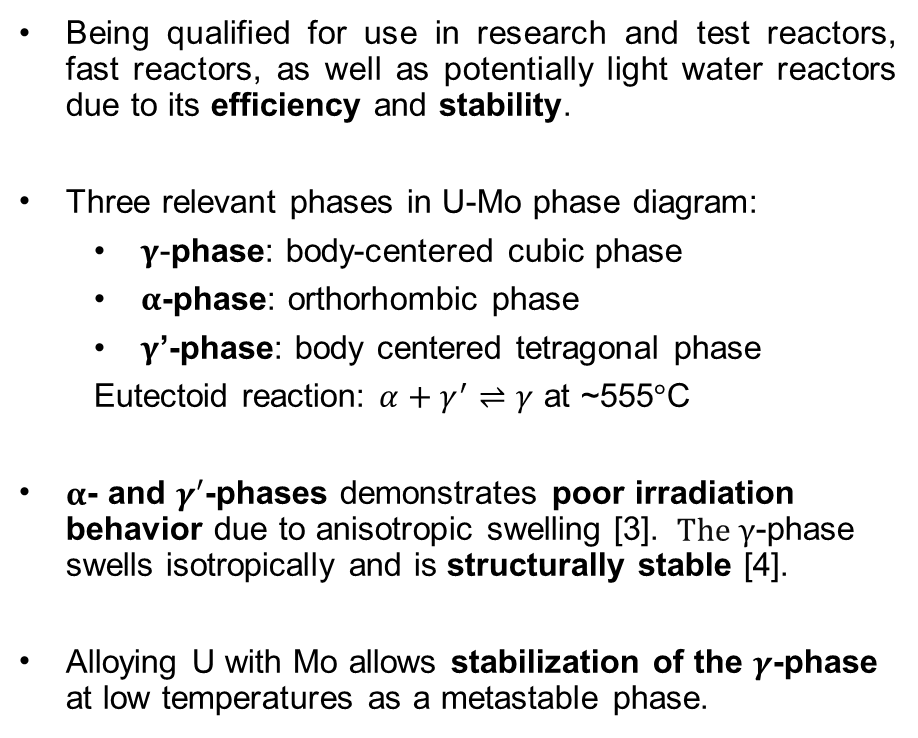 • Being qualified for use in research and test reactors,
fast reactors, as well as potentially light water reactors
due to its efficiency and stability.
• Three relevant phases in U-Mo phase diagram:
• γ-phase: body-centered cubic phase
• α-phase: orthorhombic phase
• γ’-phase: body centered tetragonal phase
Eutectoid reaction: α + γ′ ⇌ γ at ~555°C
• α- and γ′-phases demonstrates poor irradiation
behavior due to anisotropic swelling [3]. The γ-phase
swells isotropically and is structurally stable [4].
• Alloying U with Mo allows stabilization of the γ-phase
at low temperatures as a metastable phase.